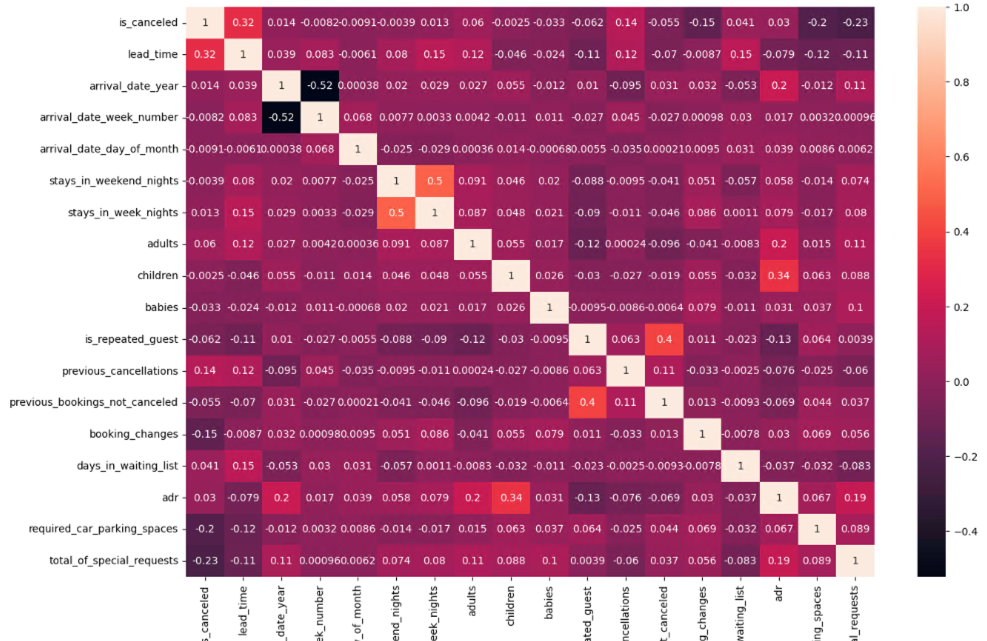 is_canceled 1 0.32 0.014 -0.0082 -0.0091 -0.0039 0.013 0.06 -0.0025 -0.033 -0.062 0.14 -0.055 -0.15 0.041 0.03 -0.2 -0.23 1.0
lead_time 0.32 1 0.039 0.083 -0.0061 0.08 0.15 0.12 -0.046 -0.024 -0.11 0.12 -0.07 -0.0087 0.15 -0.079 -0.12 -0.11
arrival_date_year 0.014 0.039 1 -0.52 0.00038 0.02 0.029 0.027 0.055 -0.012 0.01 -0.095 0.031 0.032 -0.053 0.2 -0.012 0.11 0.8
arrival_date_week_number -0.0082 0.083 -0.52 1 0.068 0.0077 0.0033 0.0042 -0.011 0.011 -0.027 0.045 -0.027 0.00098 0.03 0.017 0.0032 0.00096
arrival_date_day_of_month -0.0091 -0.0061 0.00038 0.068 1 -0.025 -0.029 0.00036 0.014 -0.00068 0.0055 -0.035 0.00021 0.0095 0.031 0.039 0.0086 0.0062 0.6
stays_in_weekend_nights -0.0039 0.08 0.02 0.0077 -0.025 1 0.5 0.091 0.046 0.02 -0.088 -0.0095 -0.041 0.051 -0.057 0.058 -0.014 0.074
stays_in_week_nights 0.013 0.15 0.029 0.0033 -0.029 0.5 1 0.087 0.048 0.021 -0.09 -0.011 -0.046 0.086 0.0011 0.079 -0.017 0.08 0.4
adults 0.06 0.12 0.027 0.0042 0.00036 0.091 0.087 1 0.055 0.017 -0.12 0.00024 -0.096 -0.041 -0.0083 0.2 0.015 0.11
children -0.0025 -0.046 0.055 -0.011 0.014 0.046 0.048 0.055 1 0.026 -0.03 -0.027 -0.019 0.055 -0.032 0.34 0.063 0.088
babies -0.033 -0.024 -0.012 0.011 -0.00068 0.02 0.021 0.017 0.026 1 -0.0095 -0.0086 -0.0064 0.079 -0.011 0.031 0.037 0.1 0.2
is_repeated_guest -0.062 -0.11 0.01 -0.027 -0.0055 -0.088 -0.09 -0.12 -0.03 -0.0095 1 0.063 0.4 0.011 -0.023 -0.13 0.064 0.0039
previous_cancellations 0.14 0.12 -0.095 0.045 -0.035 -0.0095 -0.011 0.00024 -0.027 -0.0086 0.063 1 0.11 -0.033 -0.0025 -0.076 -0.025 -0.06 0.0
previous_bookings_not_canceled -0.055 -0.07 0.031 -0.027 0.00021 -0.041 -0.046 -0.096 -0.019 -0.0064 0.4 0.11 1 0.013 -0.0093 -0.069 0.044 0.037
booking_changes -0.15 -0.0087 0.032 0.00098 0.0095 0.051 0.086 -0.041 0.055 0.079 0.011 -0.033 0.013 1 -0.0078 0.03 0.069 0.056
days_in_waiting_list 0.041 0.15 -0.053 0.03 0.031 -0.057 0.0011 -0.0083 -0.032 -0.011 -0.023 -0.0025 -0.0093 -0.0078 1 -0.037 -0.032 -0.083 -0.2
adr 0.03 -0.079 0.2 0.017 0.039 0.058 0.079 0.2 0.34 0.031 -0.13 -0.076 -0.069 0.03 -0.037 1 0.067 0.19
required_car_parking_spaces -0.2 -0.12 -0.012 0.0032 0.0086 -0.014 -0.017 0.015 0.063 0.037 0.064 -0.025 0.044 0.069 -0.032 0.067 1 0.089 -0.4
total_of_special_requests -0.23 -0.11 0.11 0.00096 0.0062 0.074 0.08 0.11 0.088 0.1 0.0039 -0.06 0.037 0.056 -0.083 0.19 0.089 1
s_canceled
lead_time
_date_year
ek_number
y_of_month
end_nights
eek_nights
adults
children
babies
ated_guest
ncellations
t_canceled
ng_changes
waiting_list
adr
ng_spaces
al_requests